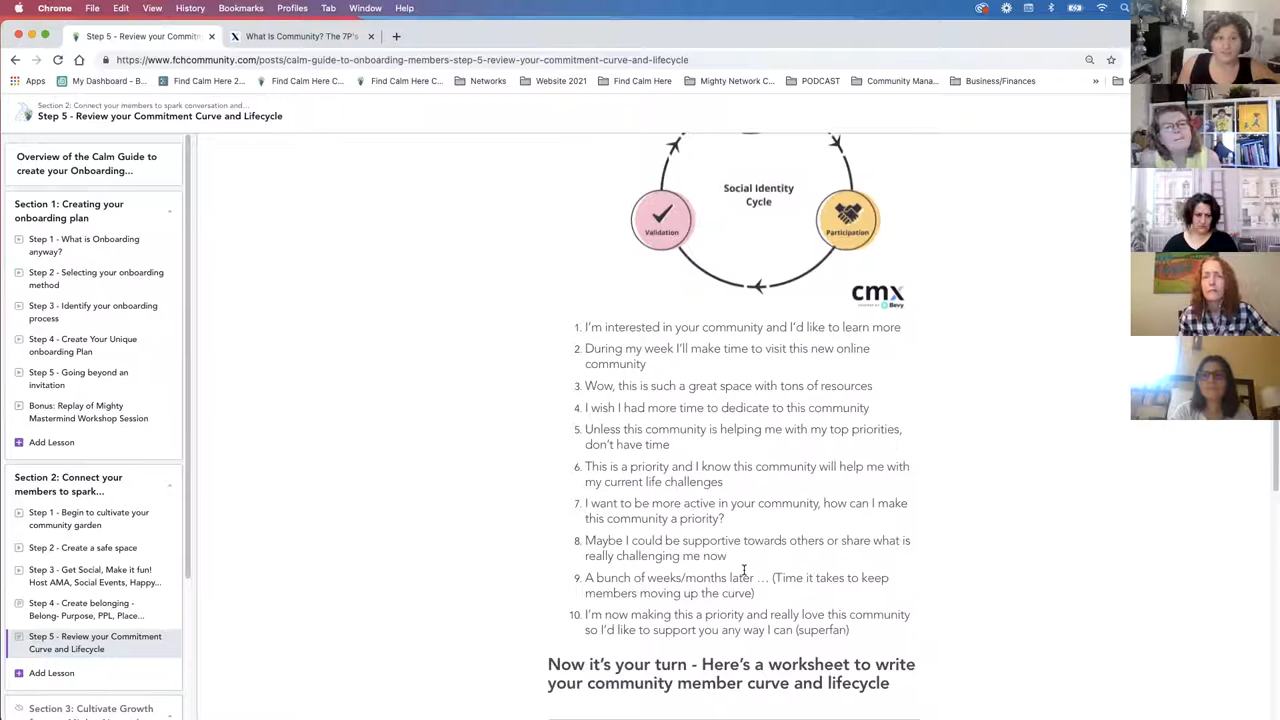 Chrome File Edit View History Bookmarks Profiles Tab Window Help
Step 5 - Review your Commitm
What Is Community? The 7P's
https://www.fchcommunity.com/posts/calm-guide-to-onboarding-members-step-5-review-your-commitment-curve-and-lifecycle
Apps My Dashboard - B... Find Calm Here 2... Find Calm Here C... Find Calm Here C... Networks Website 2021 Find Calm Here Mighty Network C... PODCAST Community Mana... Business/Finances »
Section 2: Connect your members to spark conversation and...
Step 5 - Review your Commitment Curve and Lifecycle
Overview of the Calm Guide to
create your Onboarding...
Section 1: Creating your
onboarding plan
Step 1 - What is Onboarding
anyway?
Step 2 - Selecting your onboarding
method
Step 3 - Identify your onboarding
process
Step 4 - Create Your Unique
onboarding Plan
Step 5 - Going beyond an
invitation
Bonus: Replay of Mighty
Mastermind Workshop Session
Add Lesson
Section 2: Connect your
members to spark...
Step 1 - Begin to cultivate your
community garden
Step 2 - Create a safe space
Step 3 - Get Social, Make it fun!
Host AMA, Social Events, Happy...
Step 4 - Create belonging -
Belong- Purpose, PPL, Place...
Step 5 - Review your Commitment
Curve and Lifecycle
Add Lesson
Section 3: Cultivate Growth
Social Identity
Cycle
Validation
Participation
cmx
Bevy
1. I'm interested in your community and I'd like to learn more
2. During my week I'll make time to visit this new online
community
3. Wow, this is such a great space with tons of resources
4. I wish I had more time to dedicate to this community
5. Unless this community is helping me with my top priorities,
don't have time
6. This is a priority and I know this community will help me with
my current life challenges
7. I want to be more active in your community, how can I make
this community a priority?
8. Maybe I could be supportive towards others or share what is
really challenging me now
9. A bunch of weeks/months later ... (Time it takes to keep
members moving up the curve)
10. I'm now making this a priority and really love this community
so I'd like to support you any way I can (superfan)
Now it's your turn - Here's a worksheet to write
your community member curve and lifecycle